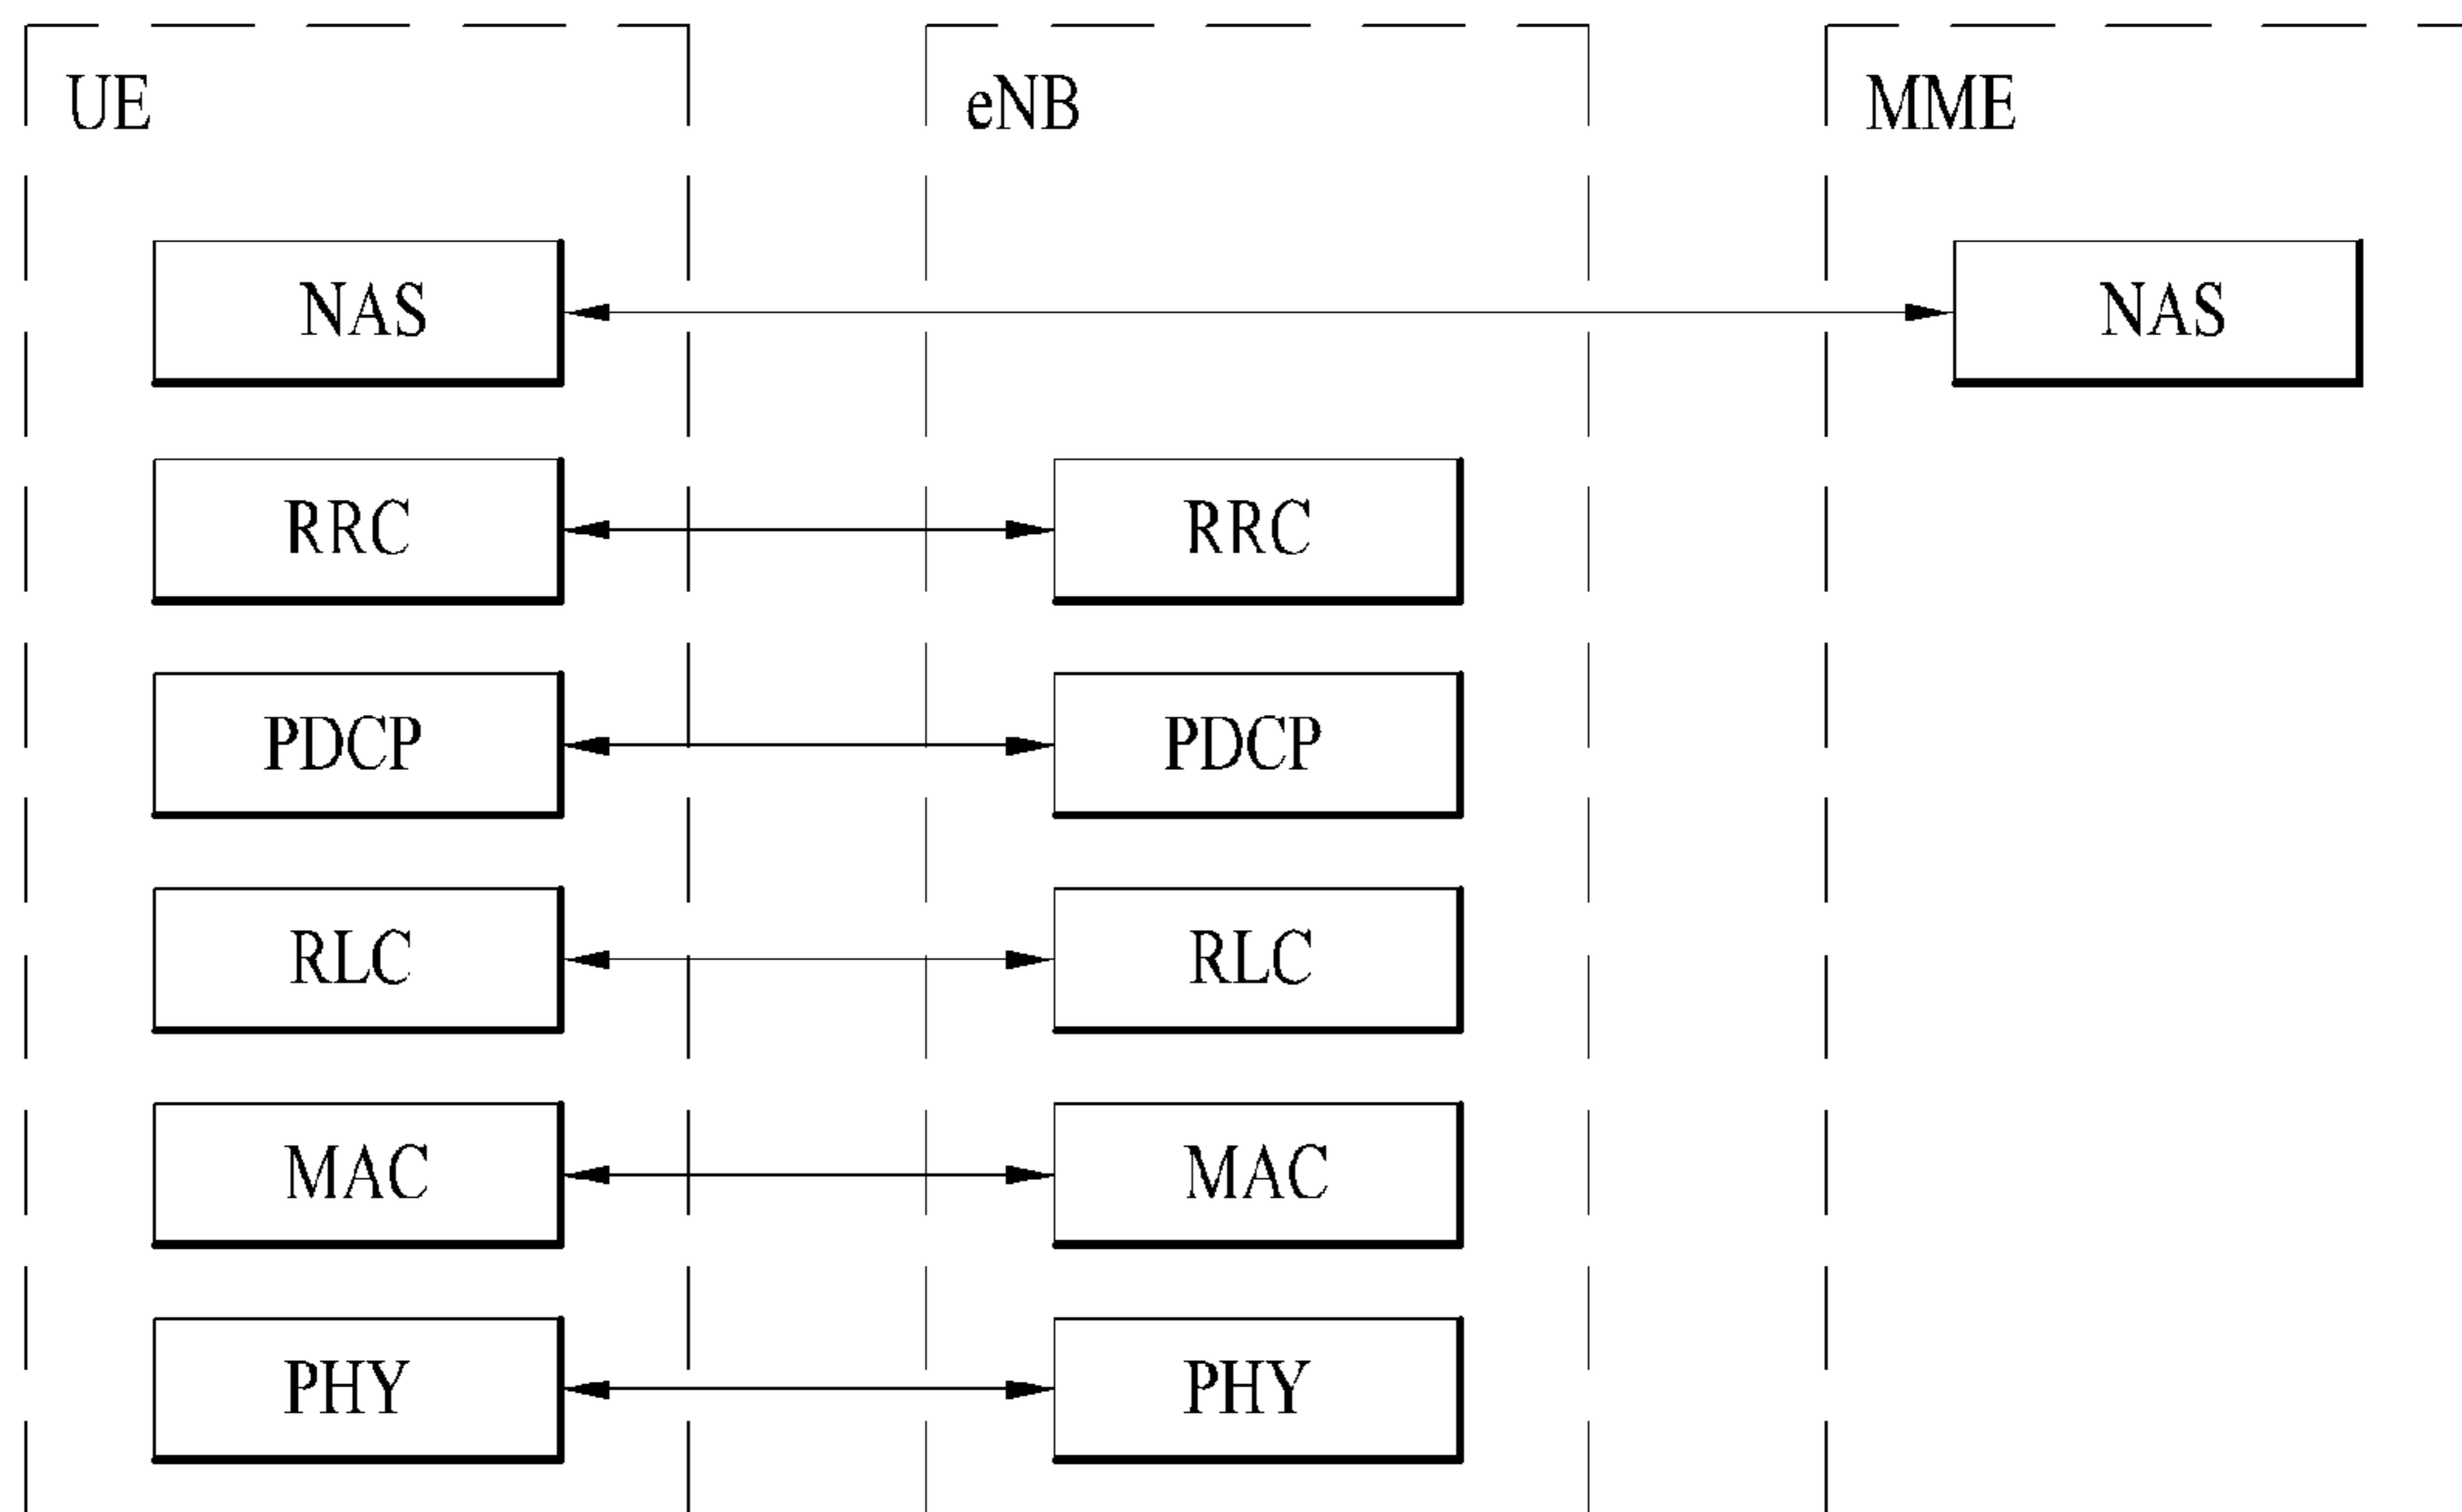 UE eNB MME
NAS NAS
RRC RRC
PDCP PDCP
RLC RLC
MAC MAC
PHY PHY